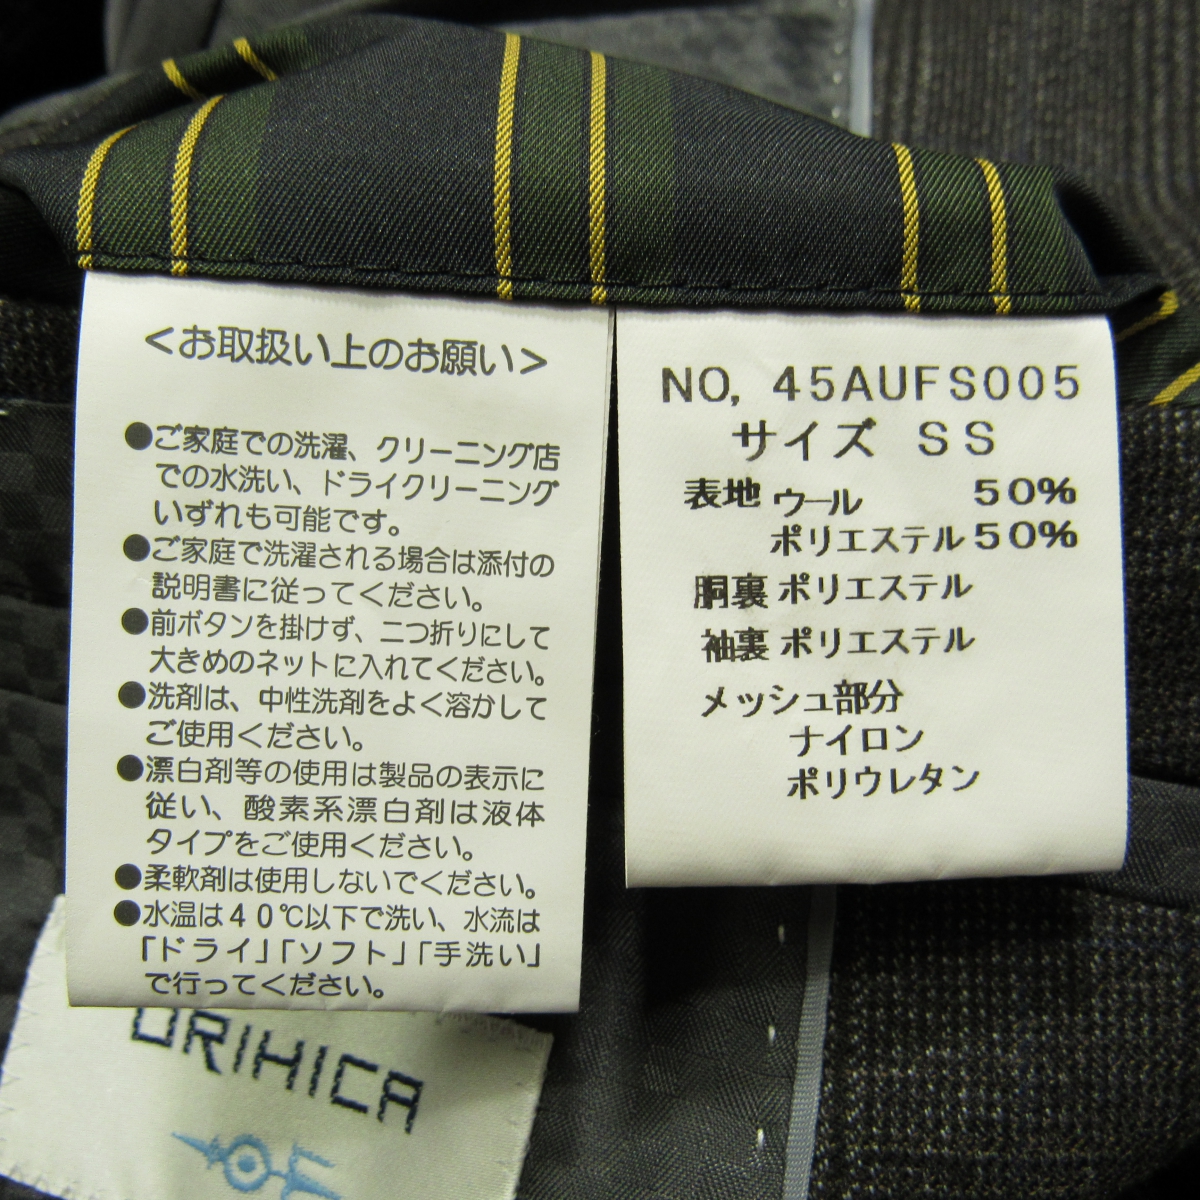 <お取扱い上のお願い>
●ご家庭での洗濯、クリーニング店
での水洗い、ドライクリーニング
いずれも可能です。
●ご家庭で洗濯される場合は添付の
説明書に従ってください。
●前ボタンを掛けず、二つ折りにして
大きめのネットに入れてください。
●洗剤は、中性洗剤をよく溶かして
ご使用ください。
●漂白剤等の使用は製品の表示に
従い、酸素系漂白剤は液体
タイプをご使用ください。
●柔軟剤は使用しないでください。
●水温は40℃以下で洗い、水流は
「ドライ」「ソフト」「手洗い」
で行ってください。
NO, 45AUFS005
サイズ SS
表地 ウール 50%
ポリエステル 50%
胴裏 ポリエステル
袖裏 ポリエステル
メッシュ部分
ナイロン
ポリウレタン
ORIHICA